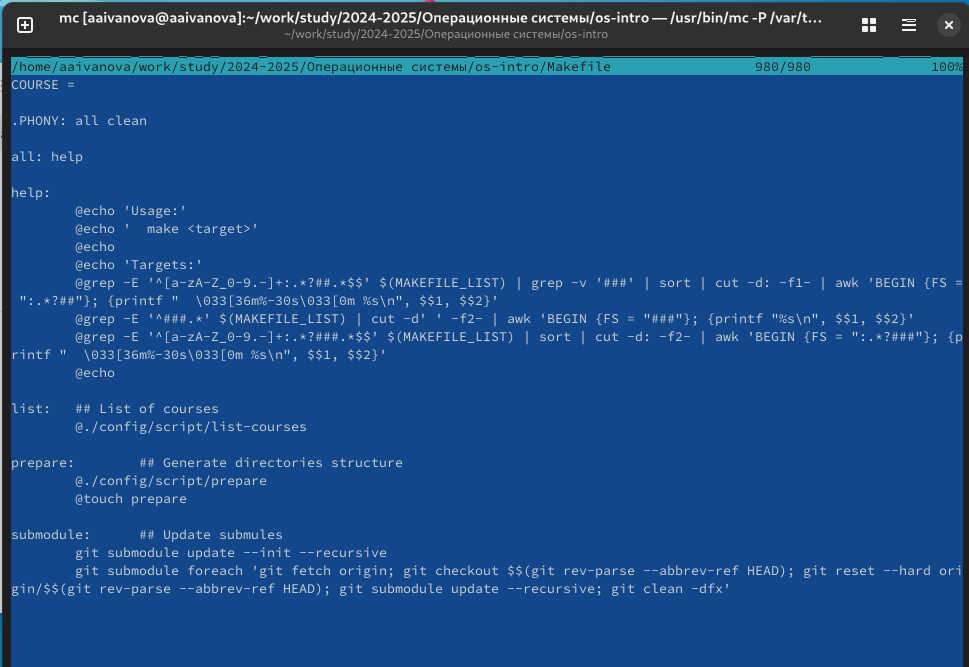 mc [aaivanova@aaivanova]:~/work/study/2024-2025/Операционные системы/os-intro — /usr/bin/mc -P /var/t…
~/work/study/2024-2025/Операционные системы/os-intro
/home/aaivanova/work/study/2024-2025/Операционные системы/os-intro/Makefile 980/980 100%
COURSE =
.PHONY: all clean
all: help
help:
@echo 'Usage:'
@echo '  make <target>'
@echo
@echo 'Targets:'
@grep -E '^[a-zA-Z_0-9.-]+:.*?##.*$$' $(MAKEFILE_LIST) | grep -v '###' | sort | cut -d: -f1- | awk 'BEGIN {FS =
":.*?##"}; {printf "  \033[36m%-30s\033[0m %s\n", $$1, $$2}'
@grep -E '^###.*' $(MAKEFILE_LIST) | cut -d' ' -f2- | awk 'BEGIN {FS = "###"}; {printf "%s\n", $$1, $$2}'
@grep -E '^[a-zA-Z_0-9.-]+:.*?###.*$$' $(MAKEFILE_LIST) | sort | cut -d: -f2- | awk 'BEGIN {FS = ":.*?###"}; {p
rintf "  \033[36m%-30s\033[0m %s\n", $$1, $$2}'
@echo
list:   ## List of courses
@./config/script/list-courses
prepare:        ## Generate directories structure
@./config/script/prepare
@touch prepare
submodule:      ## Update submules
git submodule update --init --recursive
git submodule foreach 'git fetch origin; git checkout $$(git rev-parse --abbrev-ref HEAD); git reset --hard ori
gin/$$(git rev-parse --abbrev-ref HEAD); git submodule update --recursive; git clean -dfx'